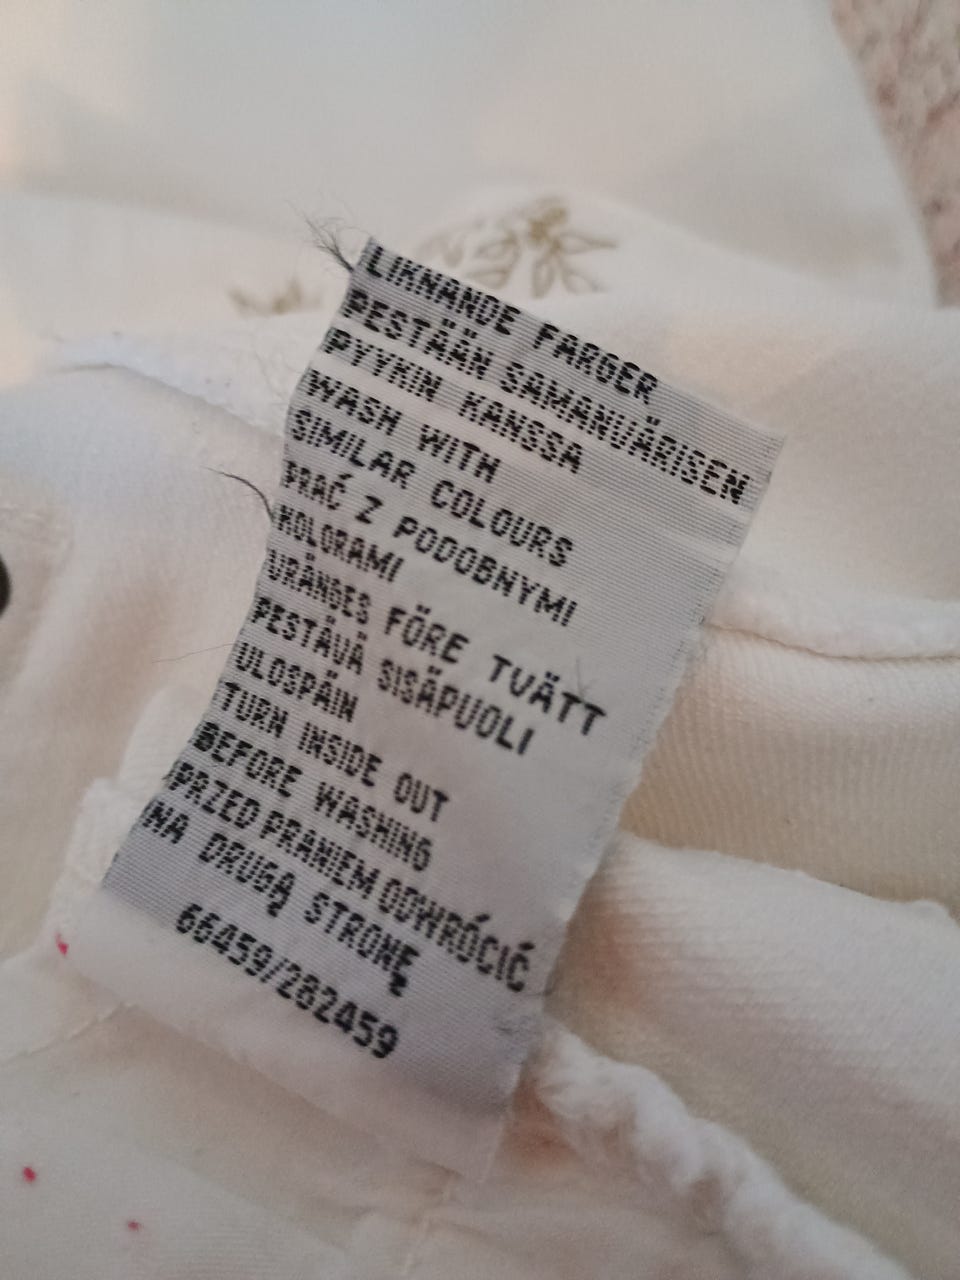 LIKNANDE FÄRGER
PESTÄÄN SAMANVÄRISEN
PYYKIN KANSSA
WASH WITH
SIMILAR COLOURS
PRAĆ Z PODOBNYMI
KOLORAMI
VRÄNGES FÖRE TVÄTT
PESTÄVÄ SISÄPUOLI
ULOSPÄIN
TURN INSIDE OUT
BEFORE WASHING
PRZED PRANIEM ODWRÓCIĆ
NA DRUGĄ STRONĘ
66459/282459